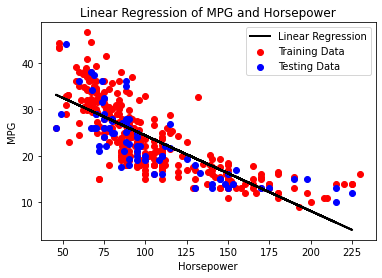 Linear Regression of MPG and Horsepower
Linear Regression
Training Data
Testing Data
MPG
40
30
20
10
50
75
100
125
150
175
200
225
Horsepower